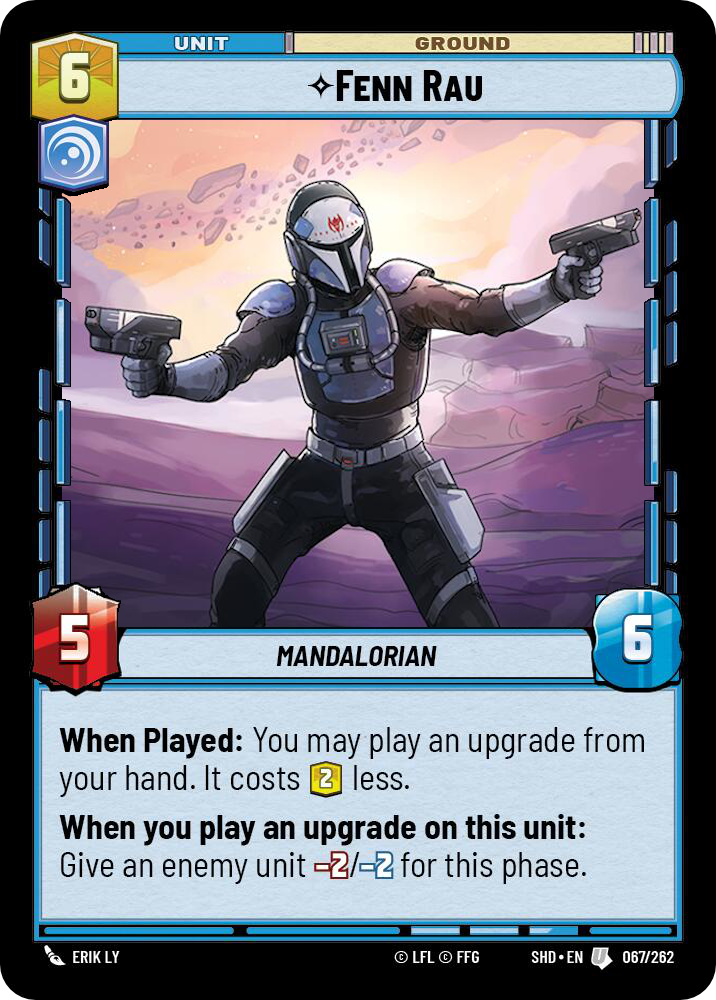 UNIT
GROUND
6
✧FENN RAU
5
MANDALORIAN
6
When Played: You may play an upgrade from
your hand. It costs 2 less.
When you play an upgrade on this unit:
Give an enemy unit −2/−2 for this phase.
ERIK LY
© LFL © FFG
SHD • EN
U
067/262